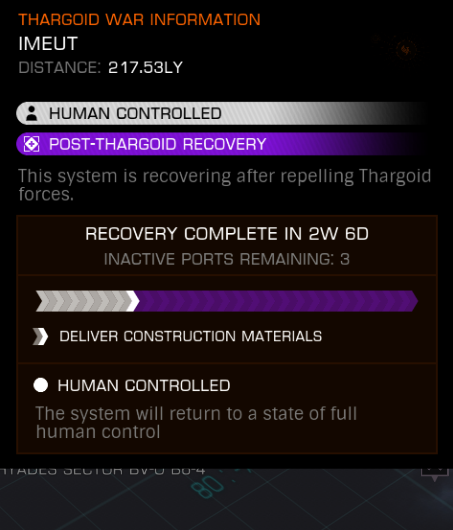 THARGOID WAR INFORMATION
IMEUT
DISTANCE: 217.53LY
HUMAN CONTROLLED
POST-THARGOID RECOVERY
This system is recovering after repelling Thargoid
forces.
RECOVERY COMPLETE IN 2W 6D
INACTIVE PORTS REMAINING: 3
DELIVER CONSTRUCTION MATERIALS
HUMAN CONTROLLED
The system will return to a state of full
human control
SECTOR
80